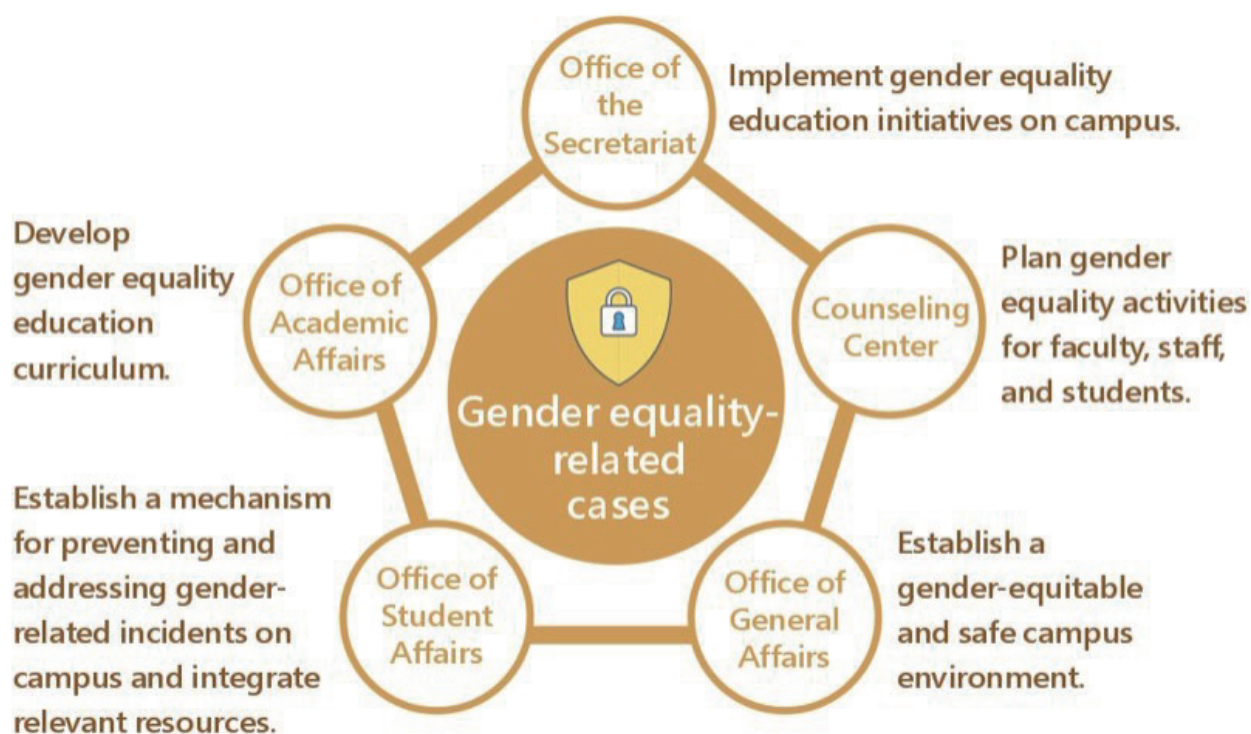 Office of
the
Secretariat
Implement gender equality
education initiatives on campus.
Develop
gender equality
education
curriculum.
Office of
Academic
Affairs
Counseling
Center
Plan gender
equality activities
for faculty, staff,
and students.
Gender equality-
related
cases
Establish a mechanism
for preventing and
addressing gender-
related incidents on
campus and integrate
relevant resources.
Office of
Student
Affairs
Office of
General
Affairs
Establish a
gender-equitable
and safe campus
environment.